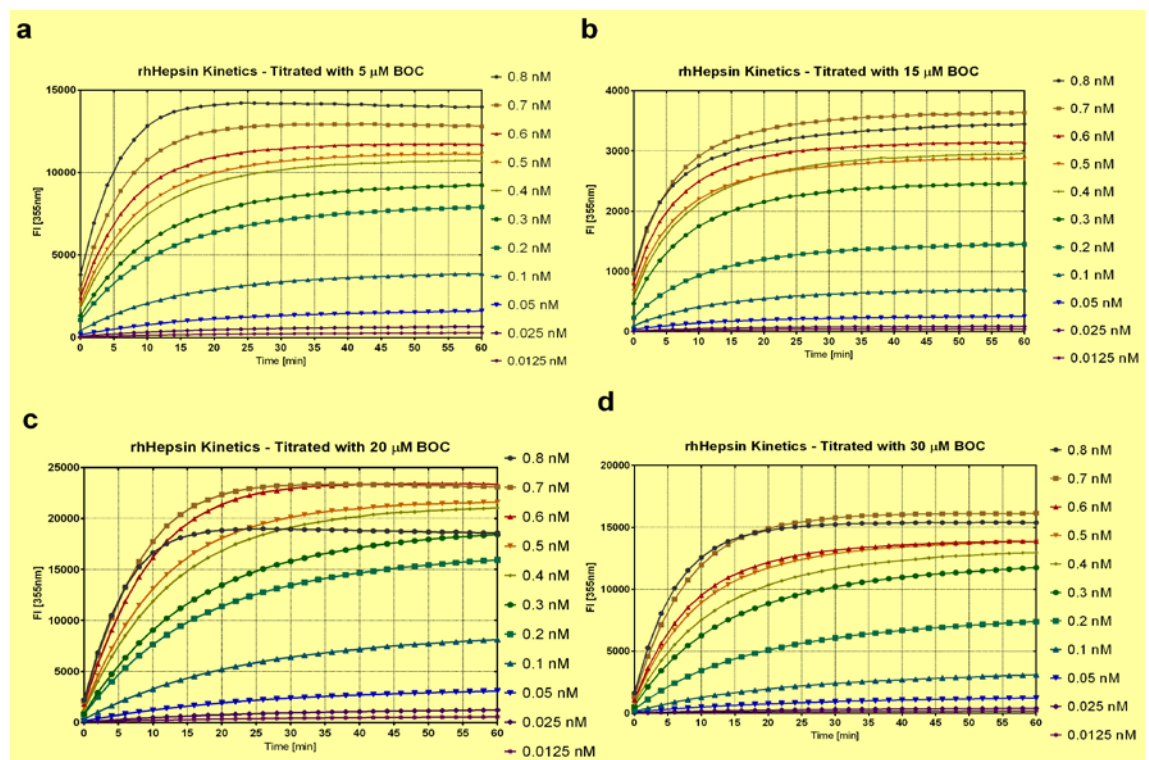 a
rhHepsin Kinetics - Titrated with 5 μM BOC
FI [355nm]
15000
10000
5000
0
0 5 10 15 20 25 30 35 40 45 50 55 60
Time [min]
0.8 nM
0.7 nM
0.6 nM
0.5 nM
0.4 nM
0.3 nM
0.2 nM
0.1 nM
0.05 nM
0.025 nM
0.0125 nM
b
rhHepsin Kinetics - Titrated with 15 μM BOC
FI [355nm]
4000
3000
2000
1000
0
0 5 10 15 20 25 30 35 40 45 50 55 60
Time [min]
0.8 nM
0.7 nM
0.6 nM
0.5 nM
0.4 nM
0.3 nM
0.2 nM
0.1 nM
0.05 nM
0.025 nM
0.0125 nM
c
rhHepsin Kinetics - Titrated with 20 μM BOC
FI [355nm]
25000
20000
15000
10000
5000
0
0 5 10 15 20 25 30 35 40 45 50 55 60
Time [min]
0.8 nM
0.7 nM
0.6 nM
0.5 nM
0.4 nM
0.3 nM
0.2 nM
0.1 nM
0.05 nM
0.025 nM
0.0125 nM
d
rhHepsin Kinetics - Titrated with 30 μM BOC
FI [355nm]
20000
15000
10000
5000
0
0 5 10 15 20 25 30 35 40 45 50 55 60
Time [min]
0.8 nM
0.7 nM
0.6 nM
0.5 nM
0.4 nM
0.3 nM
0.2 nM
0.1 nM
0.05 nM
0.025 nM
0.0125 nM